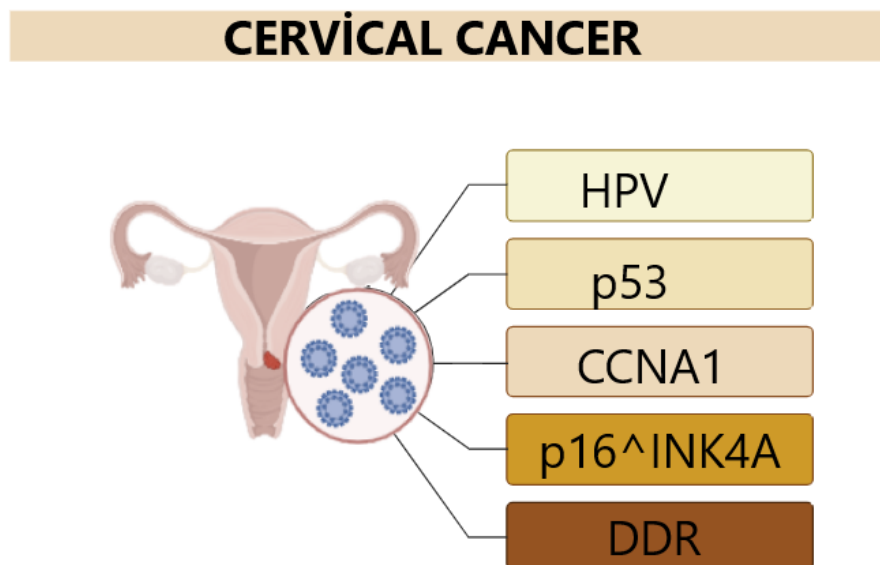 CERVİCAL CANCER
HPV
p53
CCNA1
p16^INK4A
DDR